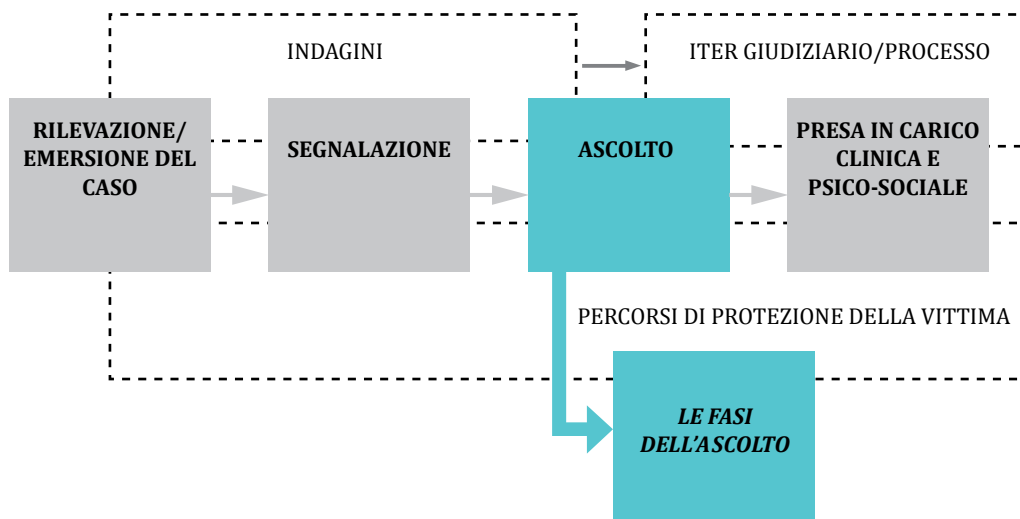 INDAGINI
ITER GIUDIZIARIO/PROCESSO
RILEVAZIONE/
EMERSIONE DEL
CASO
SEGNALAZIONE
ASCOLTO
PRESA IN CARICO
CLINICA E
PSICO-SOCIALE
PERCORSI DI PROTEZIONE DELLA VITTIMA
LE FASI
DELL'ASCOLTO